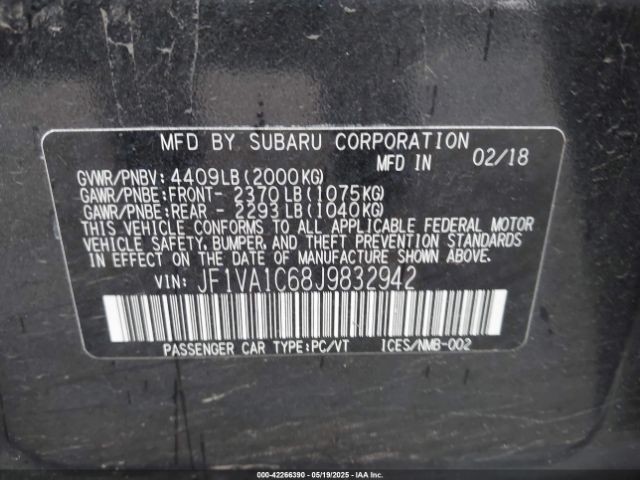 MFD BY SUBARU CORPORATION
MFD IN 02/18
GVWR/PNBV: 4409LB(2000KG)
GAWR/PNBE:FRONT- 2370LB(1075KG)
GAWR/PNBE:REAR - 2293LB(1040KG)
THIS VEHICLE CONFORMS TO ALL APPLICABLE FEDERAL MOTOR
VEHICLE SAFETY, BUMPER, AND THEFT PREVENTION STANDARDS
IN EFFECT ON THE DATE OF MANUFACTURE SHOWN ABOVE.
VIN: JF1VA1C68J9832942
PASSENGER CAR TYPE:PC/VT ICES/NMB-002
000-42266390 - 05/19/2025 - IAAI.COM